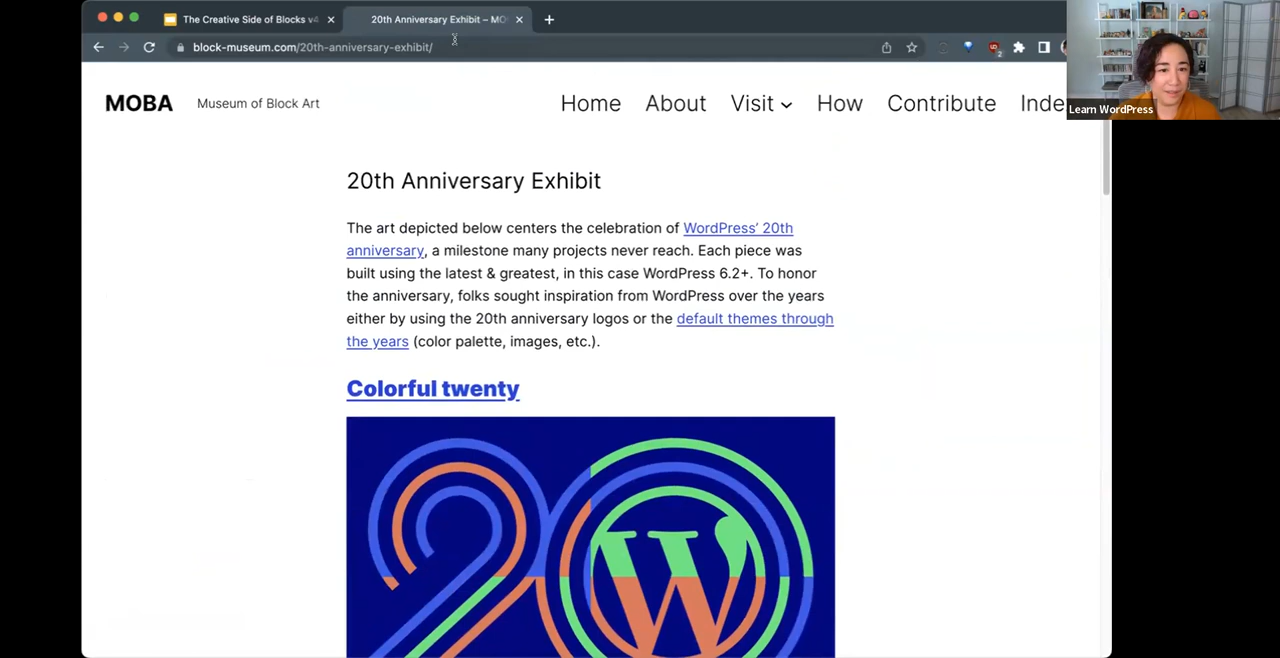 The Creative Side of Blocks v4
20th Anniversary Exhibit – MO
block-museum.com/20th-anniversary-exhibit/
2
Learn WordPress
MOBA
Museum of Block Art
Home
About
Visit
How
Contribute
Inde
20th Anniversary Exhibit
The art depicted below centers the celebration of WordPress' 20th
anniversary, a milestone many projects never reach. Each piece was
built using the latest & greatest, in this case WordPress 6.2+. To honor
the anniversary, folks sought inspiration from WordPress over the years
either by using the 20th anniversary logos or the default themes through
the years (color palette, images, etc.).
Colorful twenty
20
W